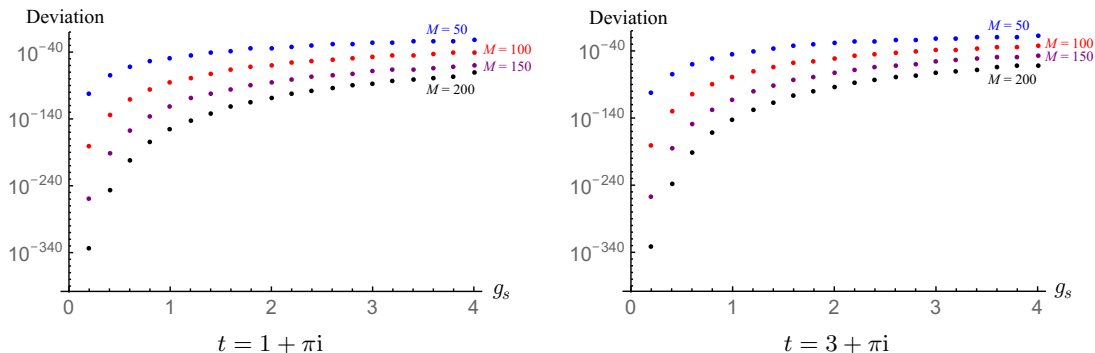 Deviation
M = 50
10^{-40}
M = 100
M = 150
M = 200
10^{-140}
10^{-240}
10^{-340}
0 1 2 3 4 g_s
t = 1 + πi
Deviation
M = 50
10^{-40}
M = 100
M = 150
M = 200
10^{-140}
10^{-240}
10^{-340}
0 1 2 3 4 g_s
t = 3 + πi